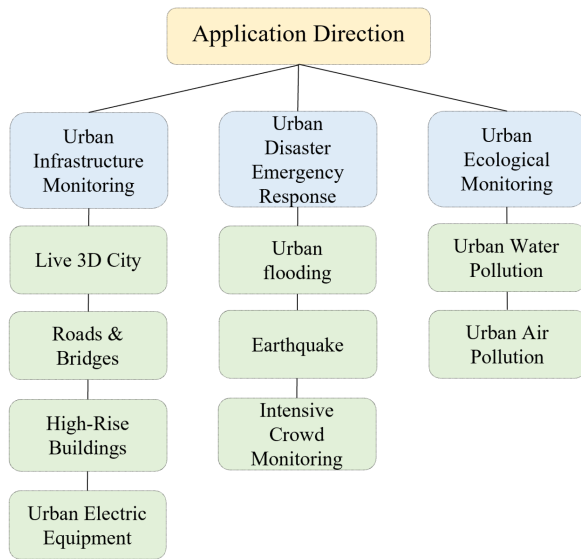 Application Direction
Urban
Infrastructure
Monitoring
Live 3D City
Roads &
Bridges
High-Rise
Buildings
Urban Electric
Equipment
Urban
Disaster
Emergency
Response
Urban
flooding
Earthquake
Intensive
Crowd
Monitoring
Urban
Ecological
Monitoring
Urban Water
Pollution
Urban Air
Pollution